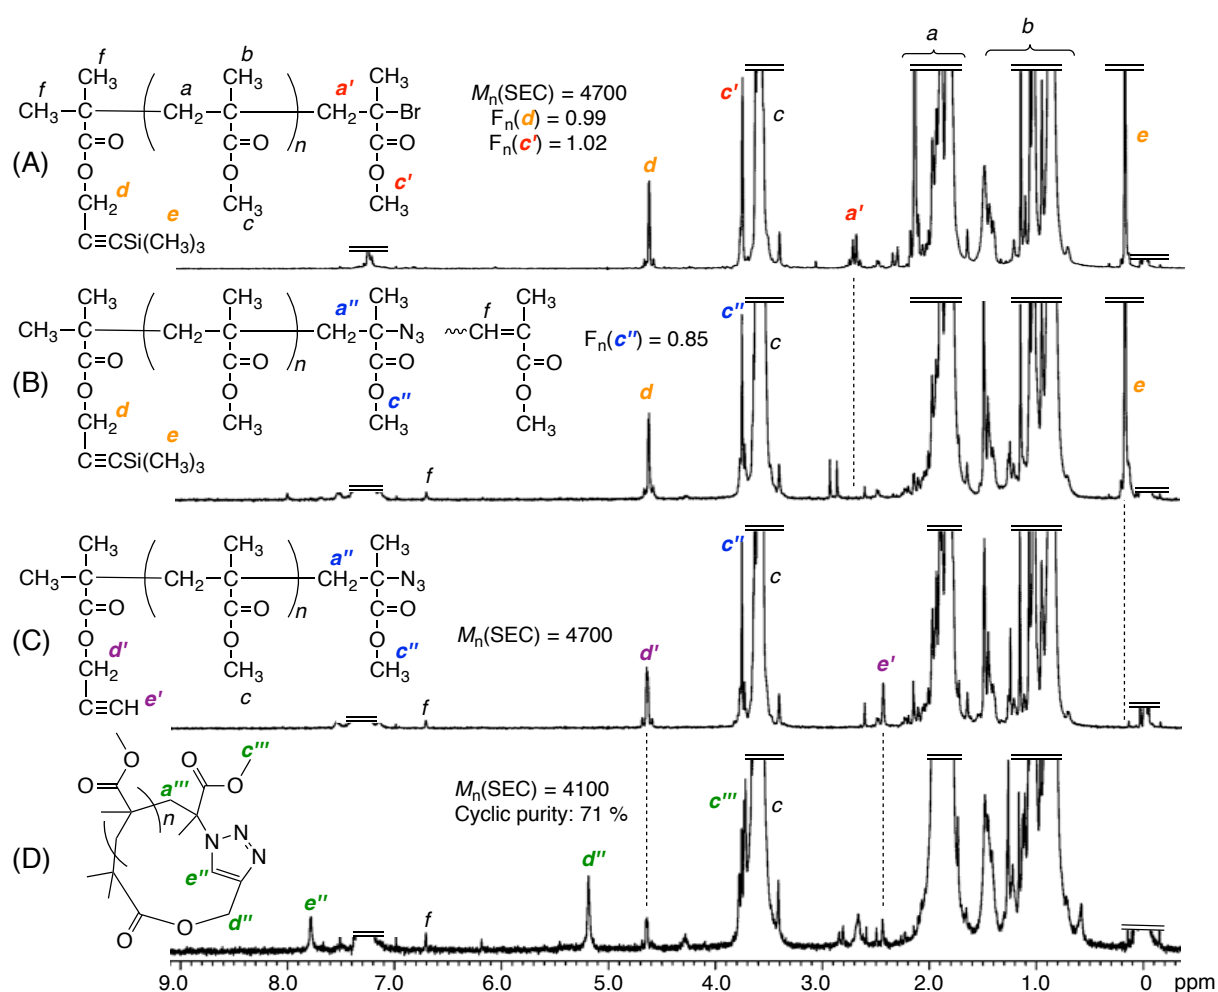 a
b
f
f
CH₃
CH₃
C
a
CH₂
b
CH₃
C
n
a'
CH₂
CH₃
C
Br
C=O
O
CH₂
d
C≡CSi(CH₃)₃
e
C=O
O
CH₃
c
C=O
O
CH₃
c'
(A)
Mn(SEC) = 4700
Fn(d) = 0.99
Fn(c') = 1.02
d
c'
c
a'
e
CH₃
CH₃
C
CH₂
CH₃
C
n
a''
CH₂
CH₃
C
N₃
C=O
O
CH₂
d
C≡CSi(CH₃)₃
e
C=O
O
CH₃
C=O
O
c''
CH₃
f
CH=C
CH₃
C=O
O
CH₃
(B)
Fn(c'') = 0.85
f
d
c''
c
e
CH₃
CH₃
C
CH₂
CH₃
C
n
a''
CH₂
CH₃
C
N₃
C=O
O
d'
CH₂
C≡CH
e'
C=O
O
CH₃
c
C=O
O
c''
CH₃
(C)
Mn(SEC) = 4700
f
d'
c''
c
e'
O
O
a'''
n
O
O
c'''
N
N
N
e''
d''
O
O
(D)
Mn(SEC) = 4100
Cyclic purity: 71 %
e''
f
d''
c'''
c
9.0 8.0 7.0 6.0 5.0 4.0 3.0 2.0 1.0 0 ppm